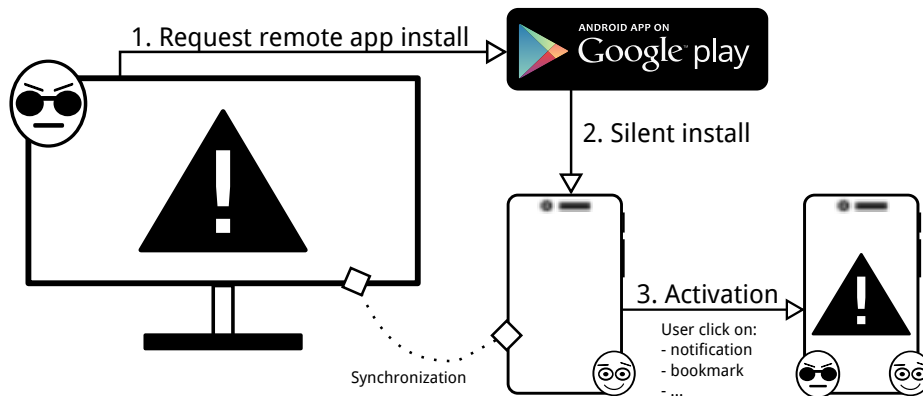 1. Request remote app install
ANDROID APP ON
Google play
2. Silent install
3. Activation
User click on:
- notification
- bookmark
- ...
Synchronization